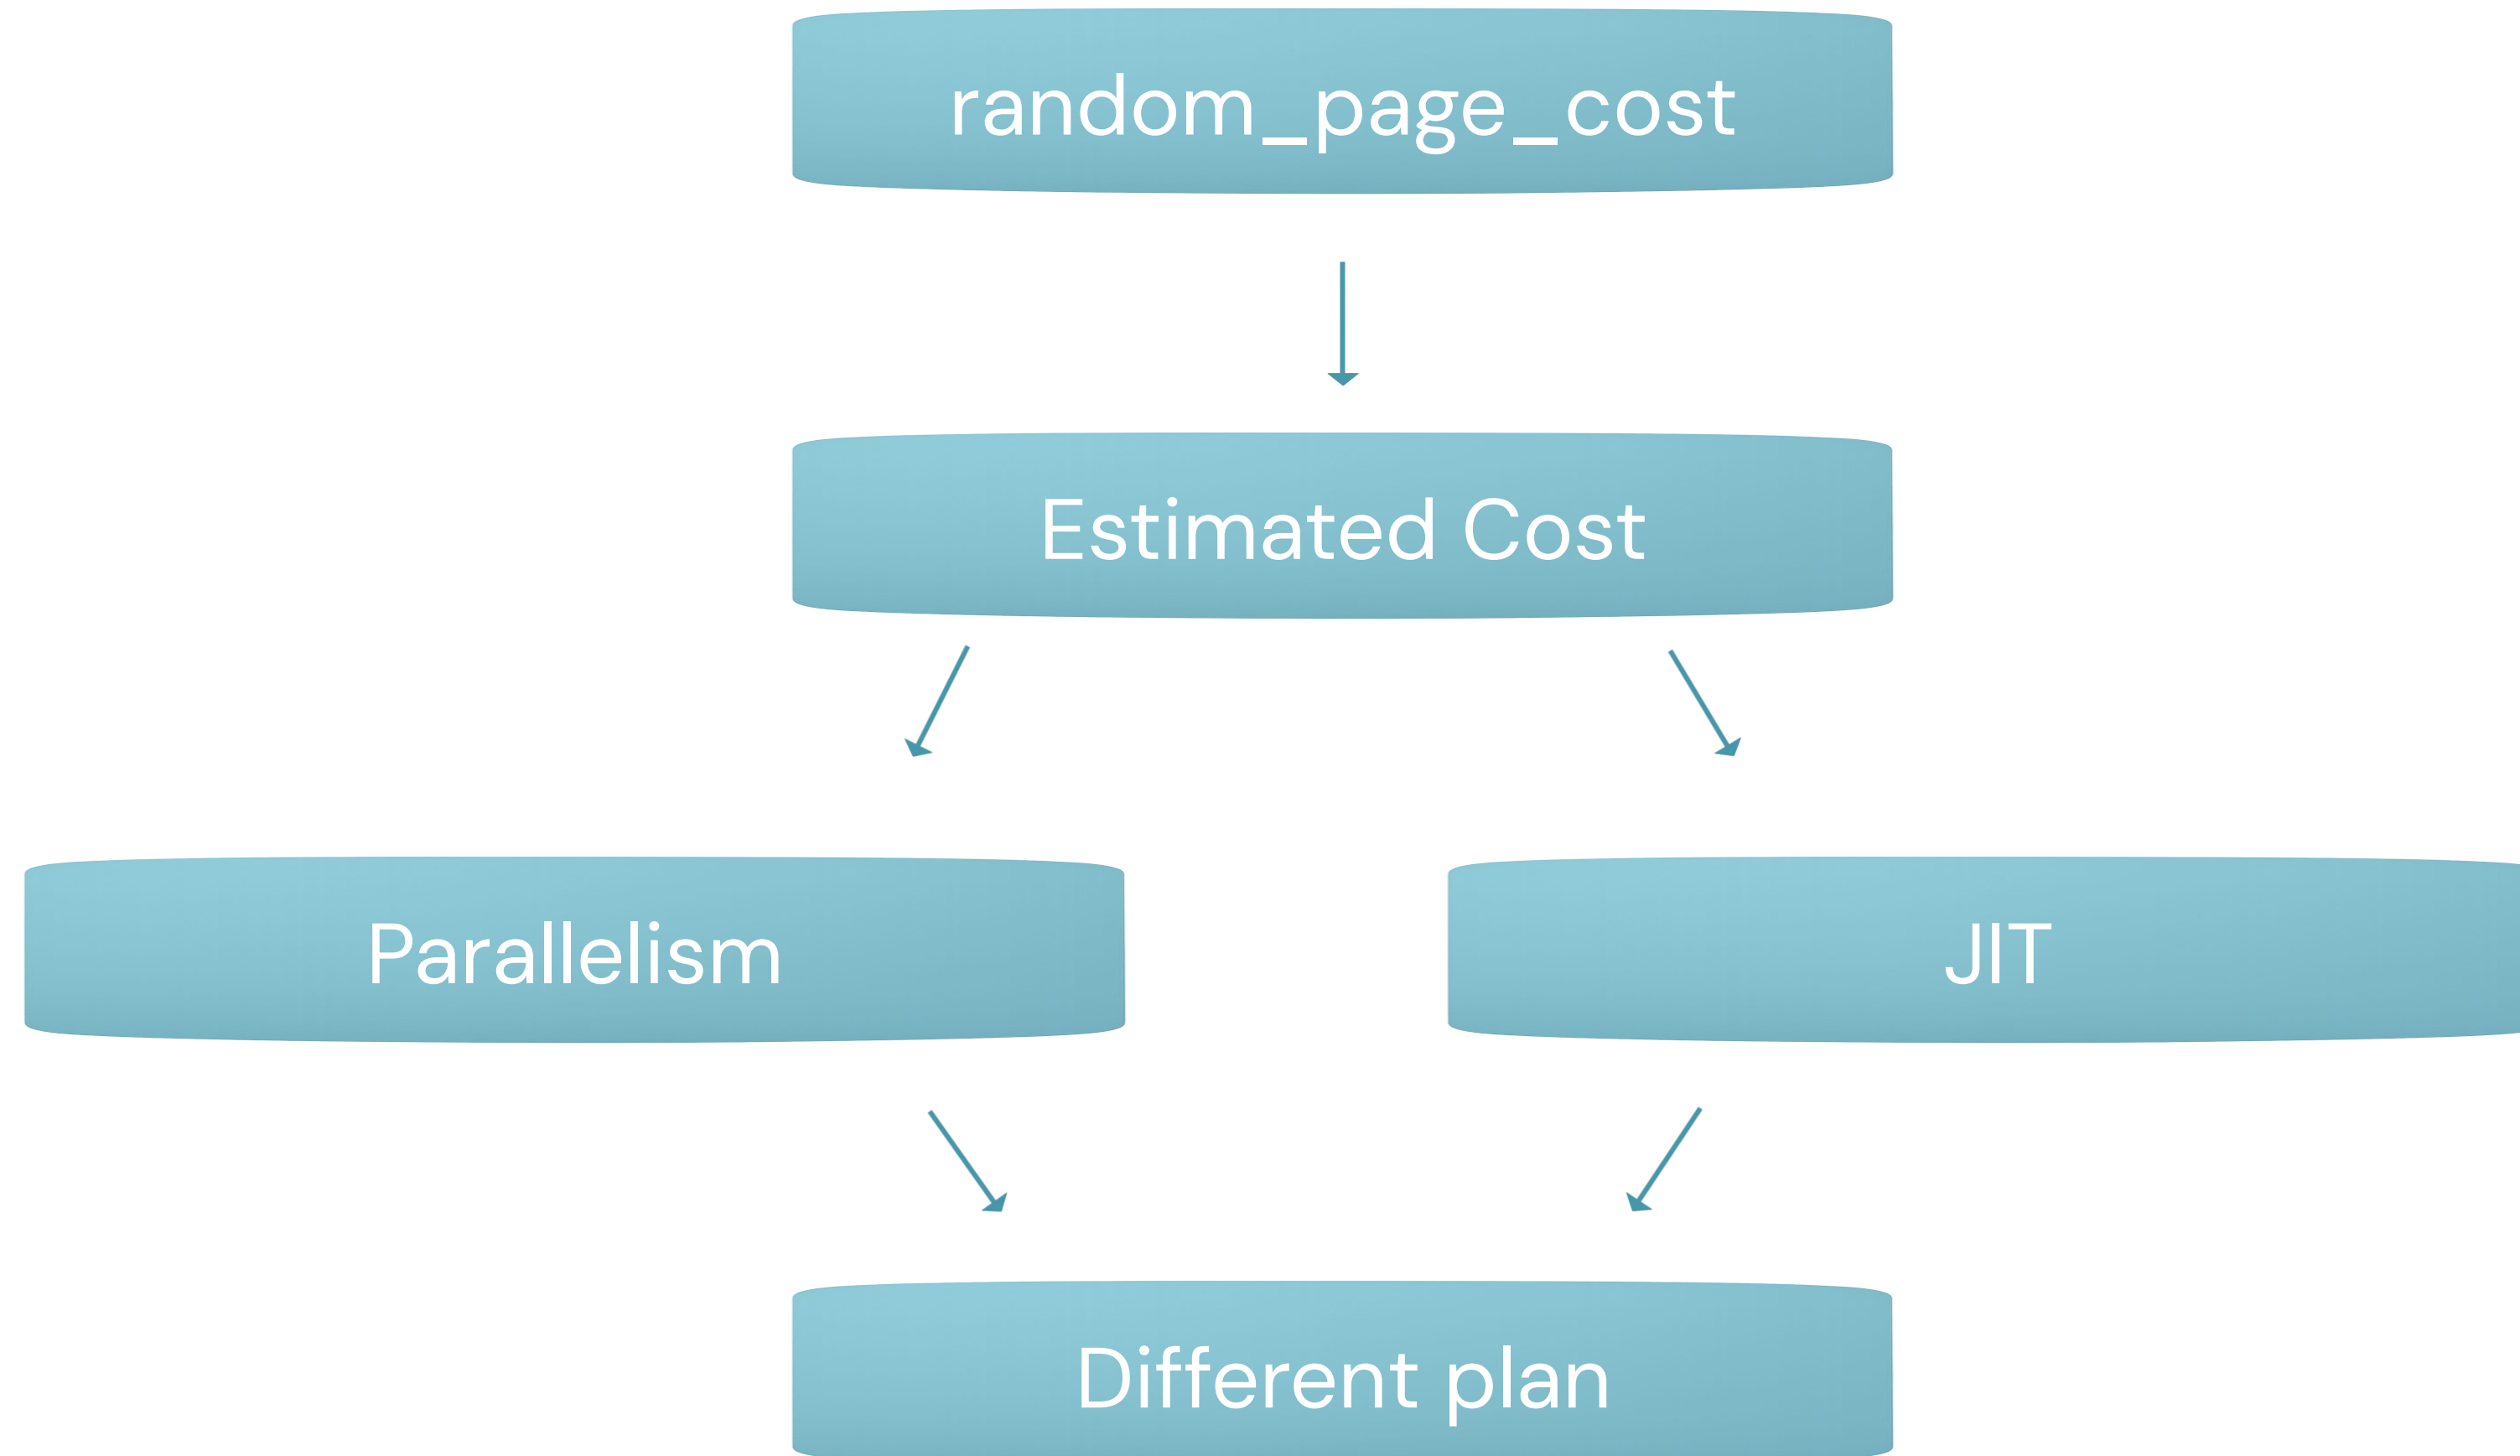 random_page_cost
Estimated Cost
Parallelism
JIT
Different plan